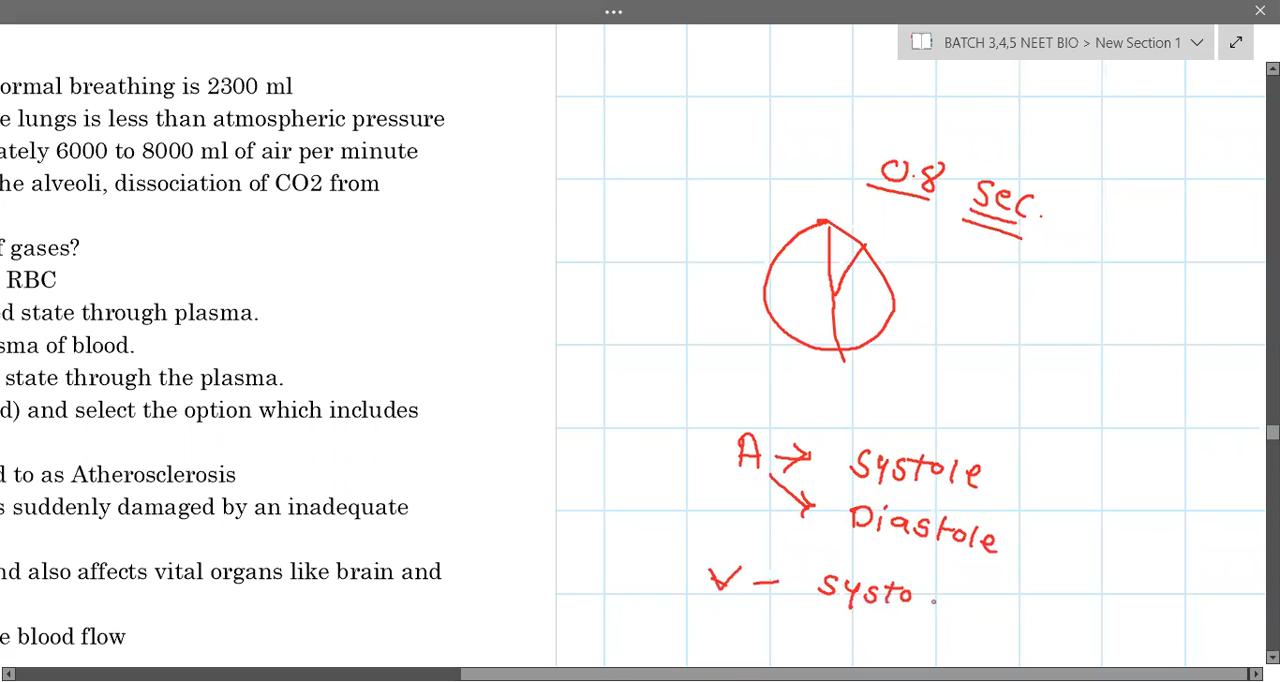 BATCH 3,4,5 NEET BIO > New Section 1
ormal breathing is 2300 ml
e lungs is less than atmospheric pressure
ately 6000 to 8000 ml of air per minute
he alveoli, dissociation of CO2 from
f gases?
RBC
d state through plasma.
sma of blood.
state through the plasma.
d) and select the option which includes
d to as Atherosclerosis
s suddenly damaged by an inadequate
nd also affects vital organs like brain and
e blood flow
0.8 Sec.
A → Systole
Diastole
V - Systo